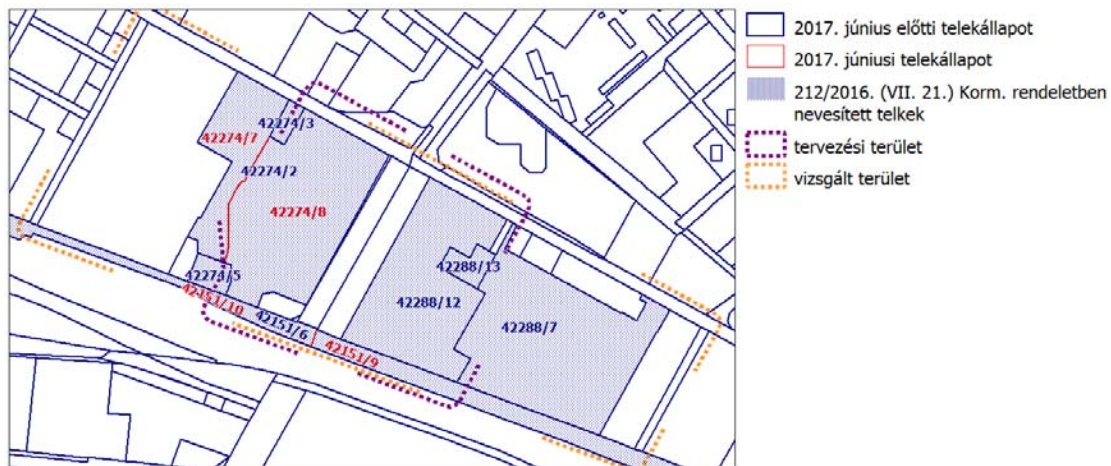 2017. június előtti telekállapot
2017. júniusi telekállapot
212/2016. (VII. 21.) Korm. rendeletben
nevesített telkek
tervezési terület
vizsgált terület
42274/3
42274/7
42274/2
42274/8
42274/5
42151/10
42151/6
42151/9
42288/13
42288/12
42288/7